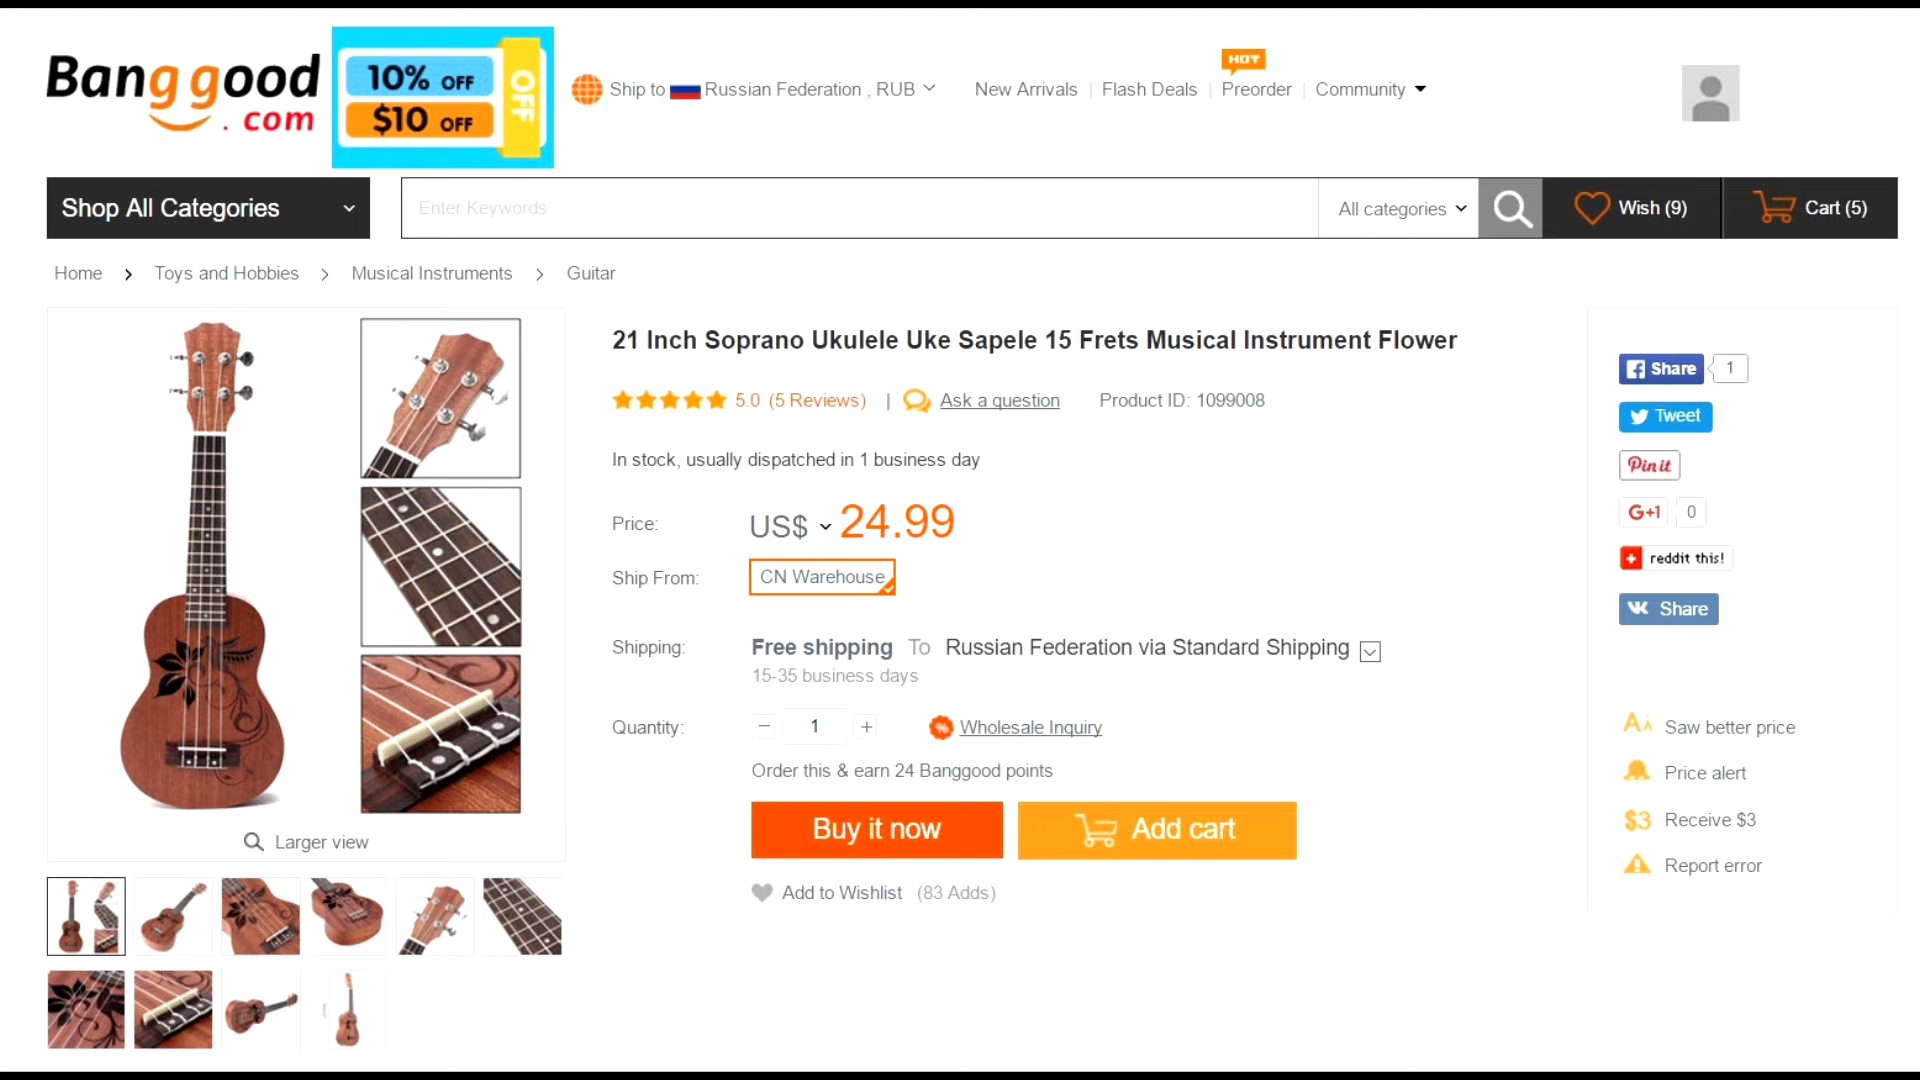 Banggood
.com
10% OFF
$10 OFF
OFF
Ship to Russian Federation , RUB
New Arrivals
Flash Deals
HOT
Preorder
Community
Shop All Categories
Enter Keywords
All categories
Wish (9)
Cart (5)
Home > Toys and Hobbies > Musical Instruments > Guitar
21 Inch Soprano Ukulele Uke Sapele 15 Frets Musical Instrument Flower
5.0 (5 Reviews) | Ask a question Product ID: 1099008
In stock, usually dispatched in 1 business day
Price: US$ 24.99
Ship From: CN Warehouse
Shipping: Free shipping To Russian Federation via Standard Shipping
15-35 business days
Quantity: − 1 + % Wholesale Inquiry
Order this & earn 24 Banggood points
Buy it now
Add cart
Add to Wishlist (83 Adds)
Larger view
f Share 1
Tweet
Pin it
G+1 0
reddit this!
Share
Saw better price
Price alert
$3 Receive $3
Report error